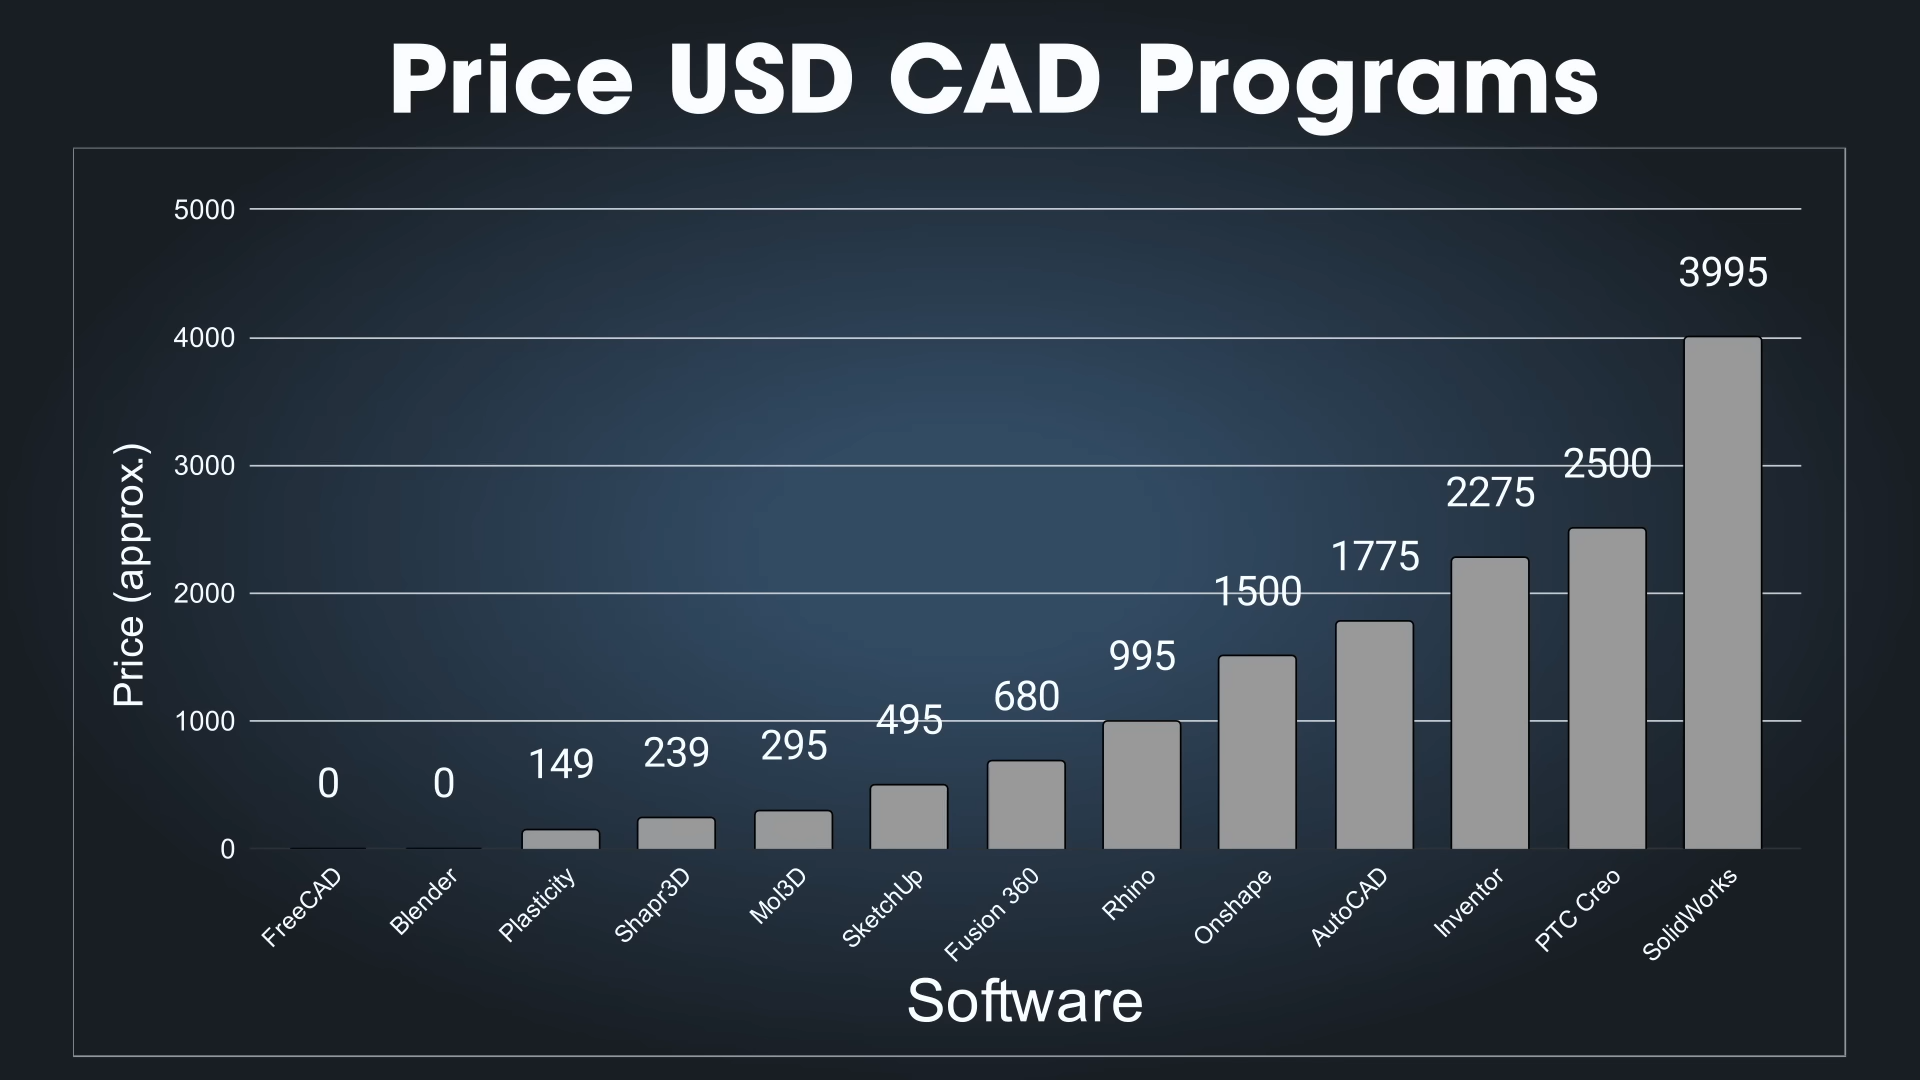 Price USD CAD Programs
5000
4000
3000
2000
1000
0
Price (approx.)
0
0
149
239
295
495
680
995
1500
1775
2275
2500
3995
FreeCAD
Blender
Plasticity
Shapr3D
MoI3D
SketchUp
Fusion 360
Rhino
Onshape
AutoCAD
Inventor
PTC Creo
SolidWorks
Software